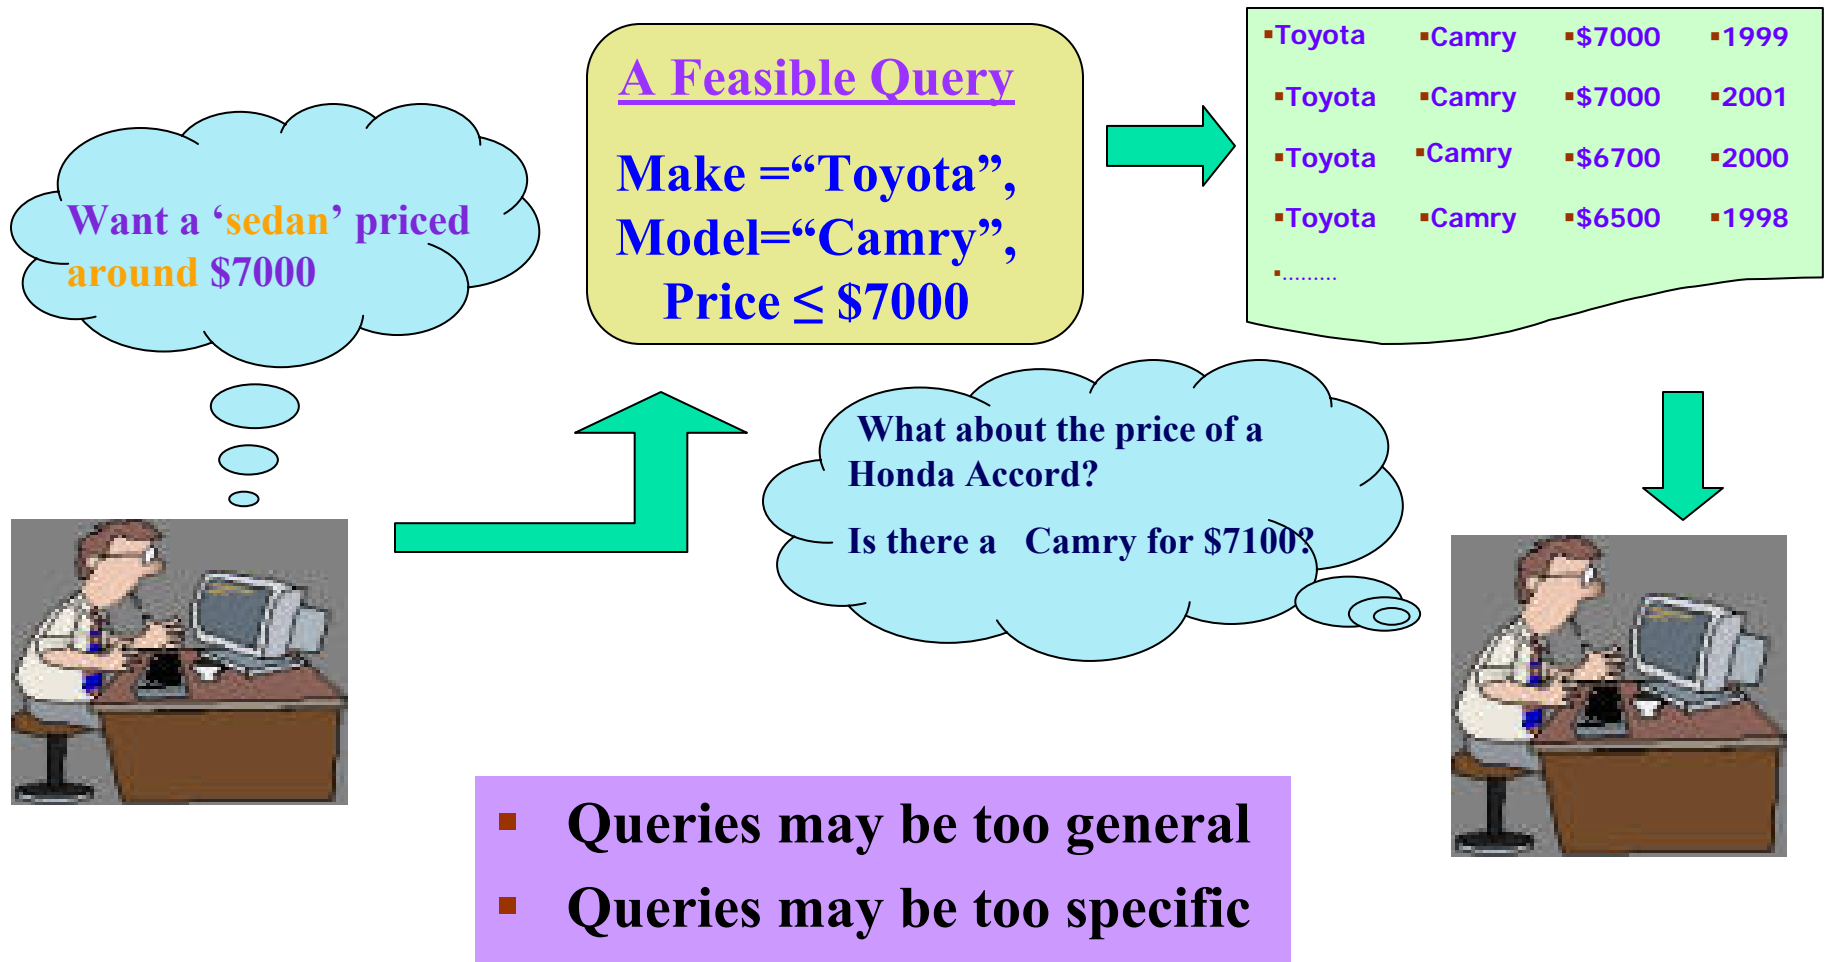 Want a ‘sedan’ priced
around $7000
A Feasible Query
Make =“Toyota”,
Model=“Camry”,
Price ≤ $7000
▪Toyota ▪Camry ▪$7000 ▪1999
▪Toyota ▪Camry ▪$7000 ▪2001
▪Toyota ▪Camry ▪$6700 ▪2000
▪Toyota ▪Camry ▪$6500 ▪1998
▪.........
What about the price of a
Honda Accord?
Is there a Camry for $7100?
▪ Queries may be too general
▪ Queries may be too specific